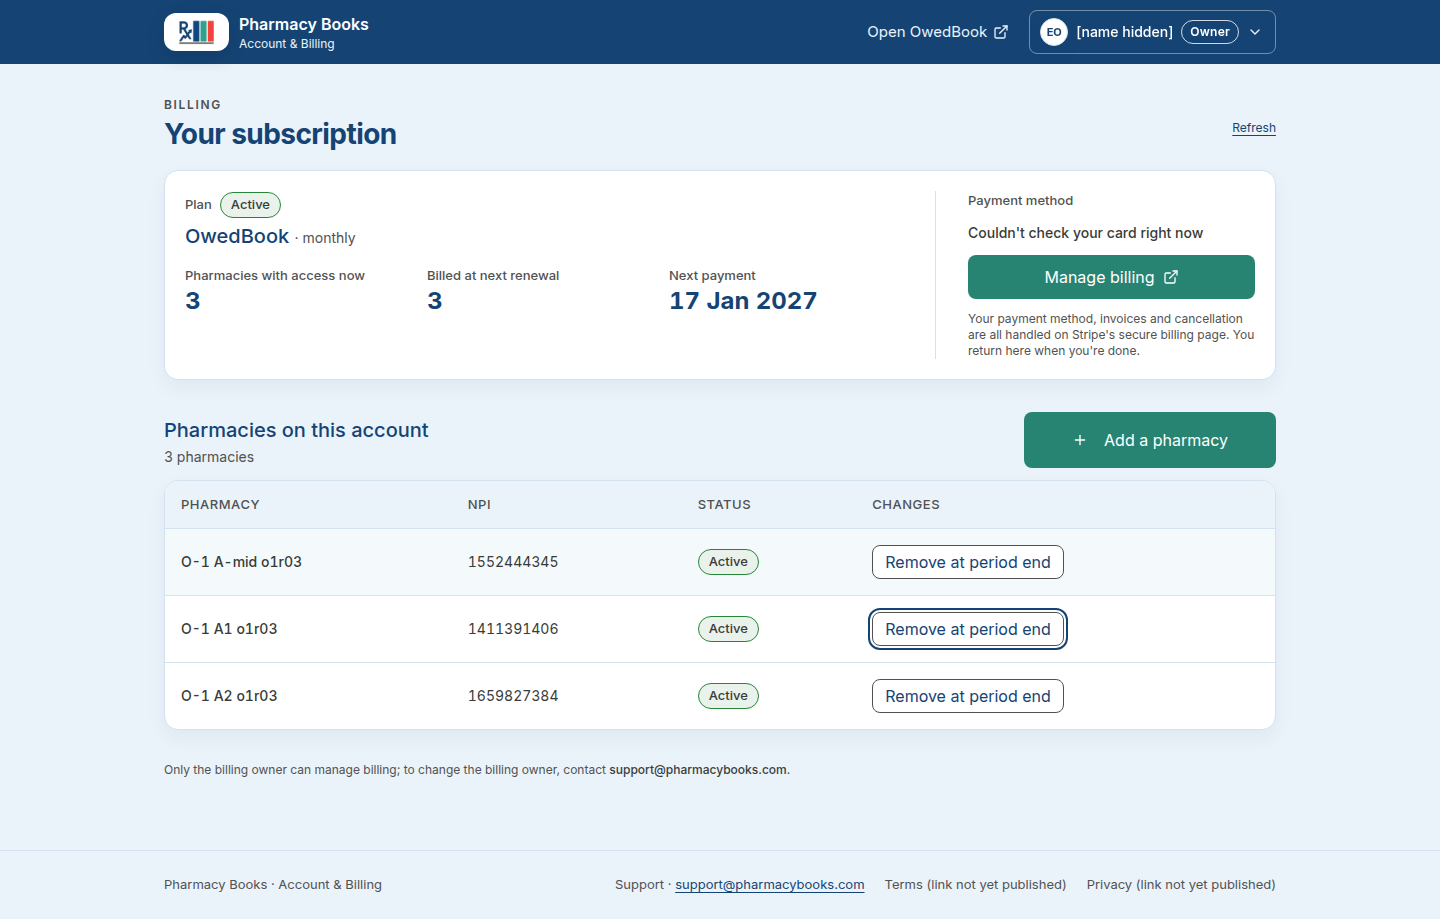 Pharmacy Books
Account & Billing
Open OwedBook
EO [name hidden] Owner
BILLING
Your subscription
Refresh
Plan Active
OwedBook · monthly
Pharmacies with access now
3
Billed at next renewal
3
Next payment
17 Jan 2027
Payment method
Couldn't check your card right now
Manage billing
Your payment method, invoices and cancellation
are all handled on Stripe's secure billing page. You
return here when you're done.
Pharmacies on this account
3 pharmacies
+ Add a pharmacy
PHARMACY NPI STATUS CHANGES
O-1 A-mid o1r03 1552444345 Active Remove at period end
O-1 A1 o1r03 1411391406 Active Remove at period end
O-1 A2 o1r03 1659827384 Active Remove at period end
Only the billing owner can manage billing; to change the billing owner, contact support@pharmacybooks.com.
Pharmacy Books · Account & Billing
Support · support@pharmacybooks.com Terms (link not yet published) Privacy (link not yet published)